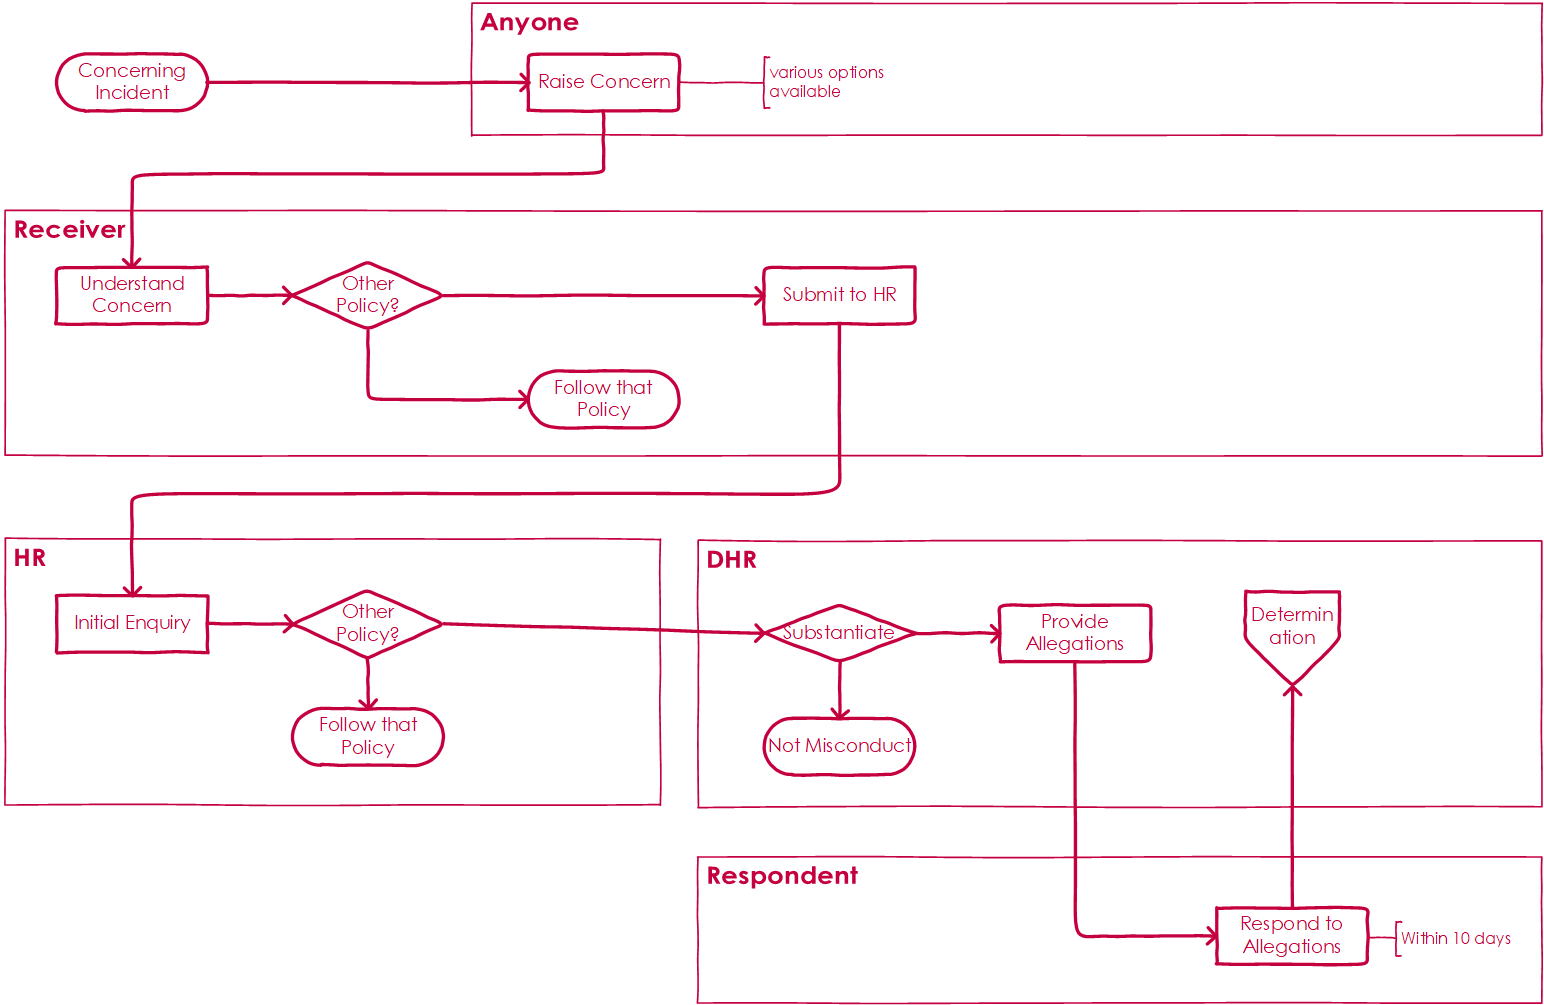 Anyone
Concerning
Incident
Raise Concern
various options
available
Receiver
Understand
Concern
Other
Policy?
Submit to HR
Follow that
Policy
HR
Initial Enquiry
Other
Policy?
Follow that
Policy
DHR
Substantiate
Provide
Allegations
Determin
ation
Not Misconduct
Respondent
Respond to
Allegations
Within 10 days